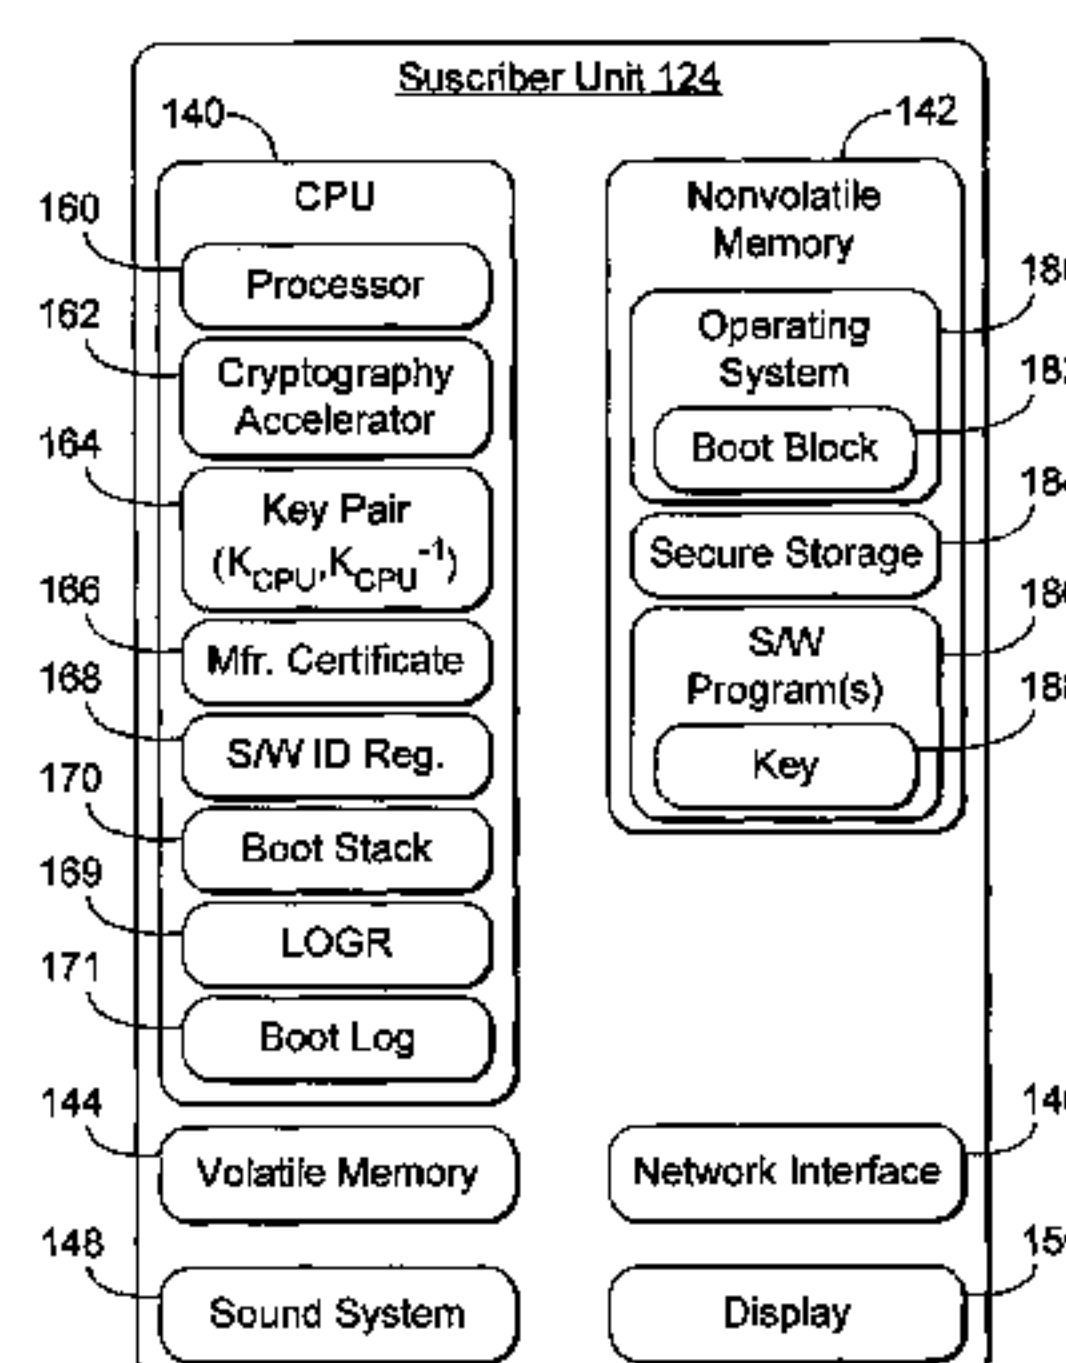 Suscriber Unit 124
140
142
CPU
Nonvolatile
Memory
160
Processor
162
Cryptography
Accelerator
164
Key Pair
(K_CPU,K_CPU^-1)
166
Mfr. Certificate
168
S/W ID Reg.
170
Boot Stack
169
LOGR
171
Boot Log
Operating
System
Boot Block
Secure Storage
S/W
Program(s)
Key
144
Volatile Memory
Network Interface
148
Sound System
Display